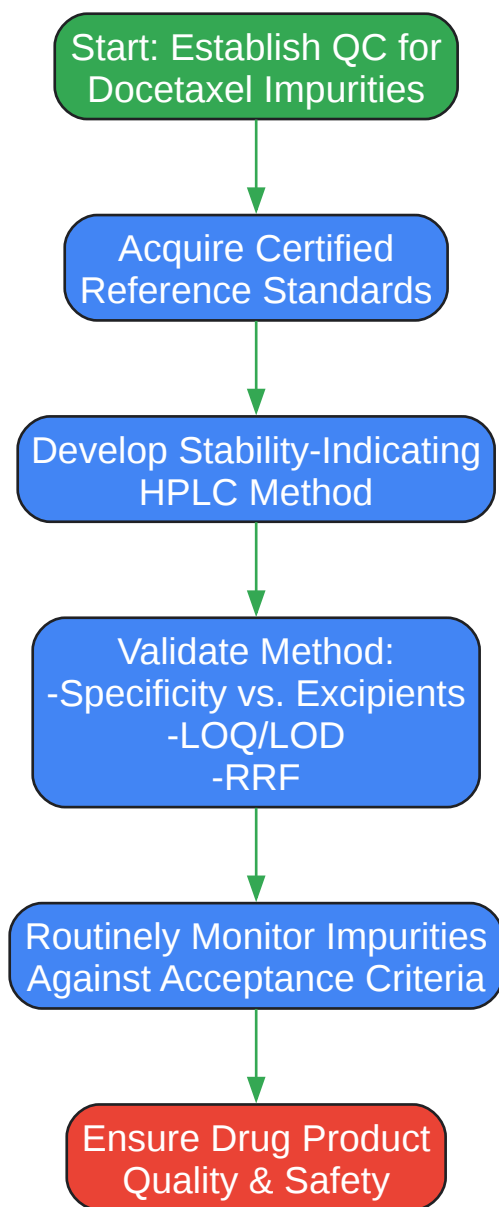 Start: Establish QC for
Docetaxel Impurities
Acquire Certified
Reference Standards
Develop Stability-Indicating
HPLC Method
Validate Method:
-Specificity vs. Excipients
-LOQ/LOD
-RRF
Routinely Monitor Impurities
Against Acceptance Criteria
Ensure Drug Product
Quality & Safety